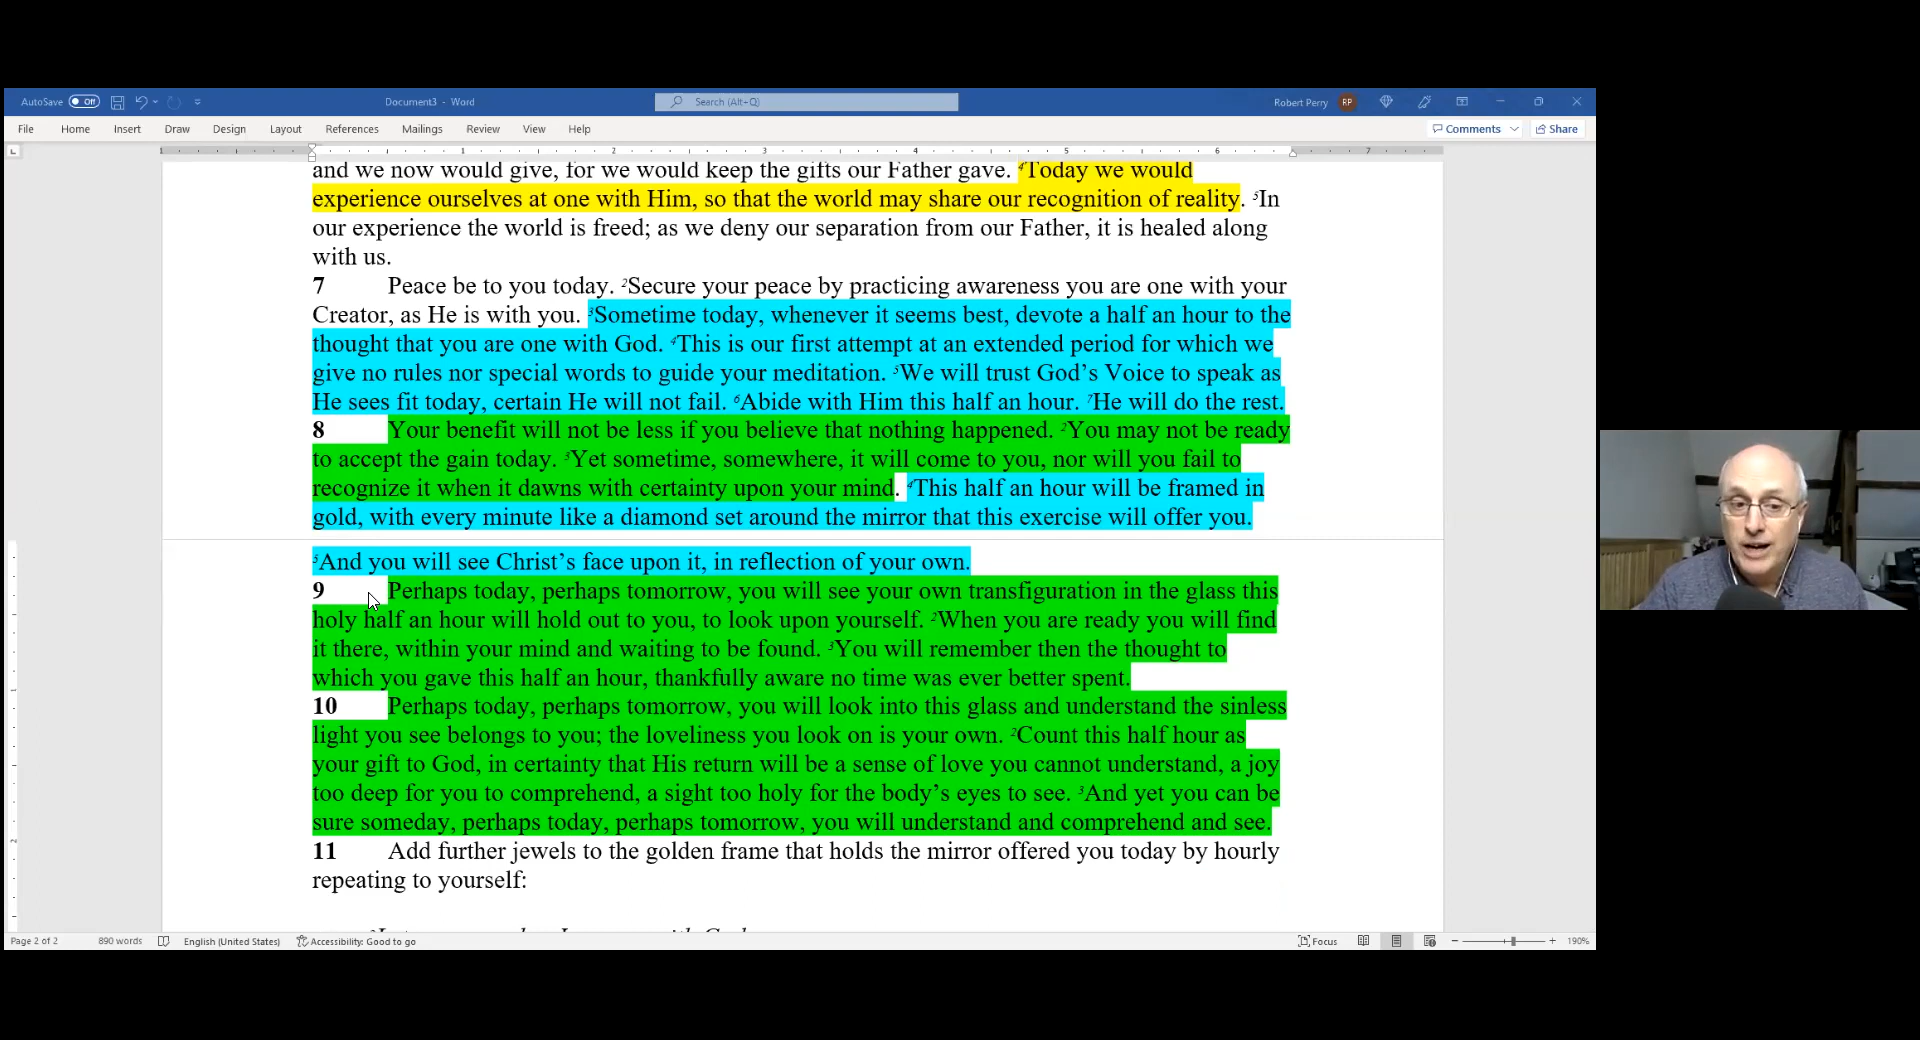 AutoSave Off Document3 - Word Search (Alt+Q) Robert Perry RP
File Home Insert Draw Design Layout References Mailings Review View Help Comments Share
1 1 2 3 4 5 6 7
and we now would give, for we would keep the gifts our Father gave. 4Today we would
experience ourselves at one with Him, so that the world may share our recognition of reality. 5In
our experience the world is freed; as we deny our separation from our Father, it is healed along
with us.
7 Peace be to you today. 2Secure your peace by practicing awareness you are one with your
Creator, as He is with you. 3Sometime today, whenever it seems best, devote a half an hour to the
thought that you are one with God. 4This is our first attempt at an extended period for which we
give no rules nor special words to guide your meditation. 5We will trust God's Voice to speak as
He sees fit today, certain He will not fail. 6Abide with Him this half an hour. 7He will do the rest.
8 Your benefit will not be less if you believe that nothing happened. 2You may not be ready
to accept the gain today. 3Yet sometime, somewhere, it will come to you, nor will you fail to
recognize it when it dawns with certainty upon your mind. 4This half an hour will be framed in
gold, with every minute like a diamond set around the mirror that this exercise will offer you.
5And you will see Christ's face upon it, in reflection of your own.
9 Perhaps today, perhaps tomorrow, you will see your own transfiguration in the glass this
holy half an hour will hold out to you, to look upon yourself. 2When you are ready you will find
it there, within your mind and waiting to be found. 3You will remember then the thought to
which you gave this half an hour, thankfully aware no time was ever better spent.
10 Perhaps today, perhaps tomorrow, you will look into this glass and understand the sinless
light you see belongs to you; the loveliness you look on is your own. 2Count this half hour as
your gift to God, in certainty that His return will be a sense of love you cannot understand, a joy
too deep for you to comprehend, a sight too holy for the body's eyes to see. 3And yet you can be
sure someday, perhaps today, perhaps tomorrow, you will understand and comprehend and see.
11 Add further jewels to the golden frame that holds the mirror offered you today by hourly
repeating to yourself:
Page 2 of 2 890 words English (United States) Accessibility: Good to go Focus 190%